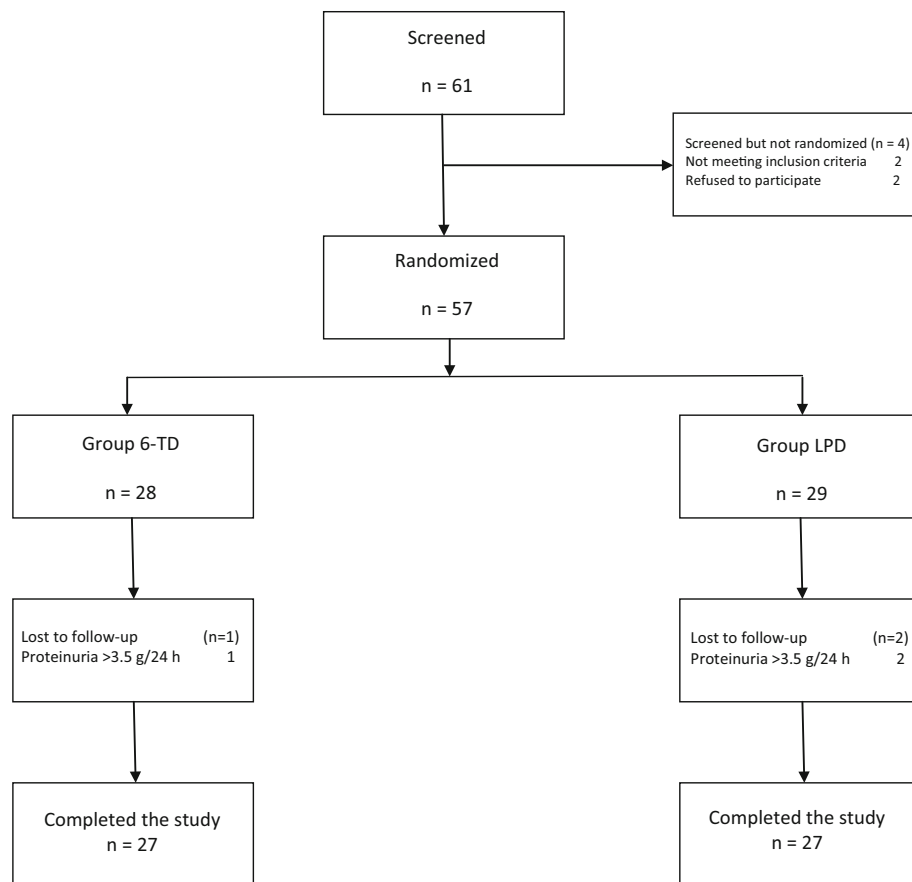 Screened
n = 61
Screened but not randomized (n = 4)
Not meeting inclusion criteria 2
Refused to participate 2
Randomized
n = 57
Group 6-TD
n = 28
Group LPD
n = 29
Lost to follow-up (n=1)
Proteinuria >3.5 g/24 h 1
Lost to follow-up (n=2)
Proteinuria >3.5 g/24 h 2
Completed the study
n = 27
Completed the study
n = 27